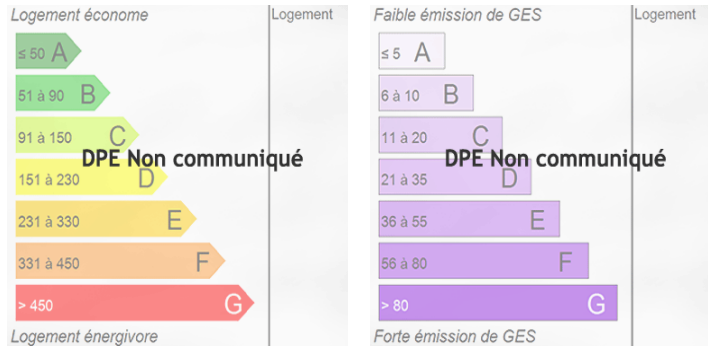 Logement économe Logement
≤ 50 A
51 à 90 B
91 à 150 C
DPE Non communiqué
151 à 230 D
231 à 330 E
331 à 450 F
> 450 G
Logement énergivore
Faible émission de GES Logement
≤ 5 A
6 à 10 B
11 à 20 C
DPE Non communiqué
21 à 35 D
36 à 55 E
56 à 80 F
> 80 G
Forte émission de GES